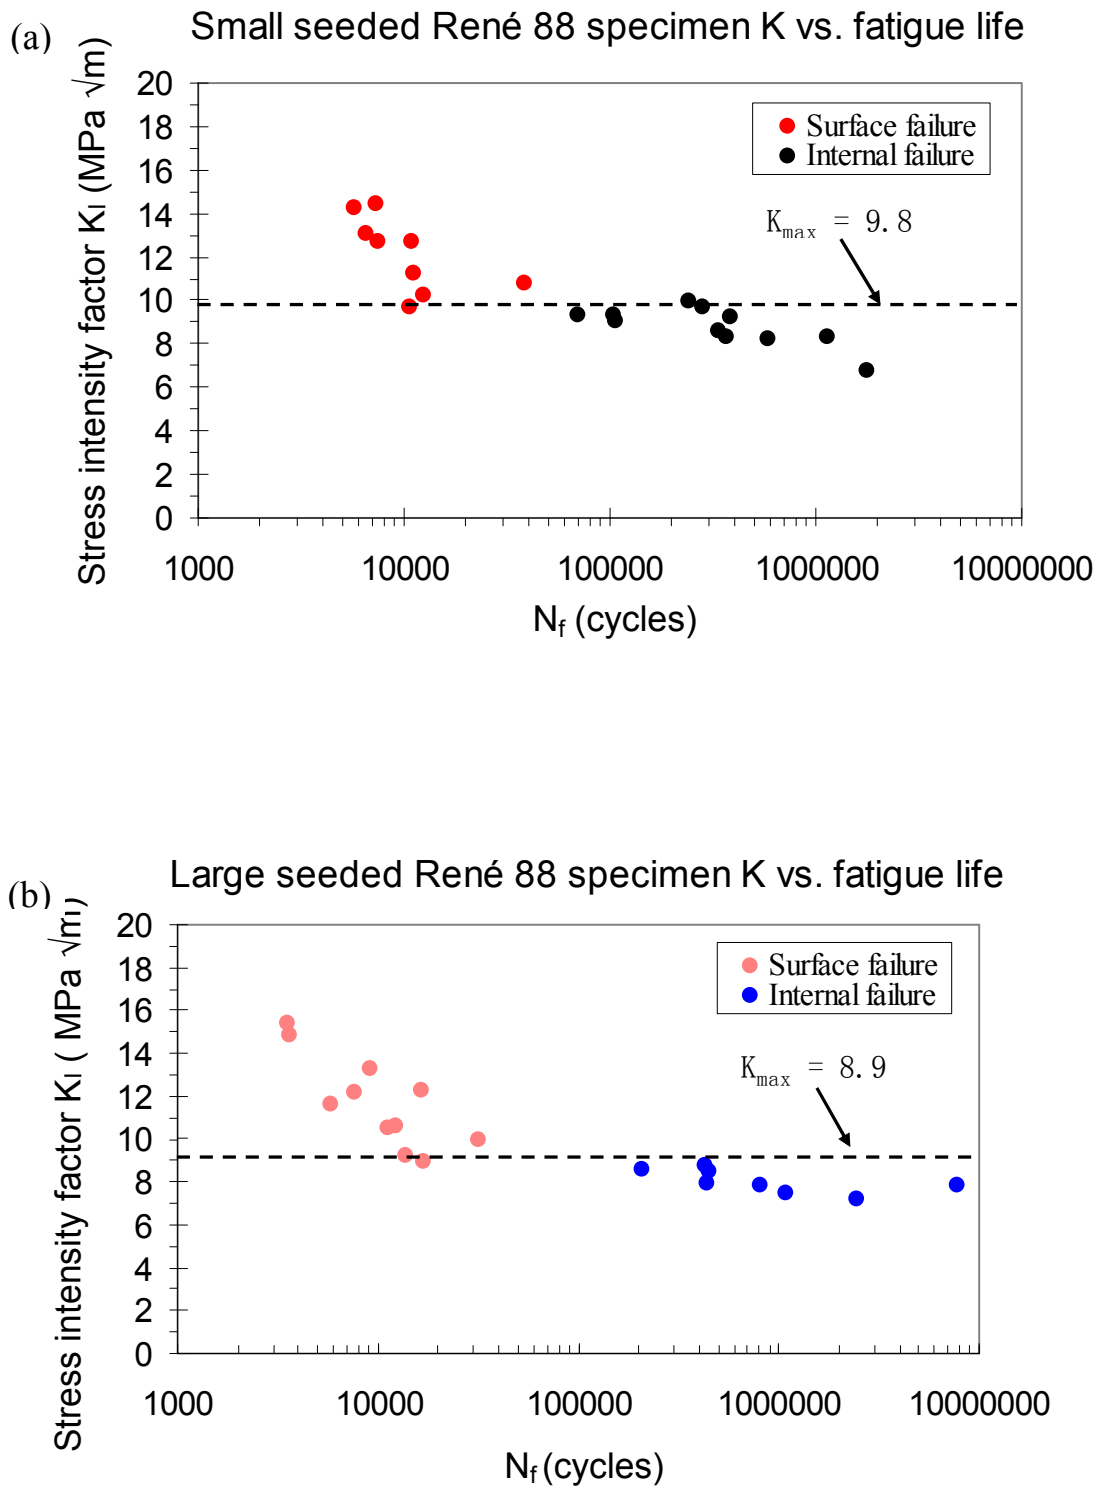 (a)
Small seeded René 88 specimen K vs. fatigue life
Stress intensity factor KI (MPa √m)
20
18
16
14
12
10
8
6
4
2
0
Surface failure
Internal failure
Kmax = 9.8
1000 10000 100000 1000000 10000000
Nf (cycles)
(b)
Large seeded René 88 specimen K vs. fatigue life
Stress intensity factor KI ( MPa √m)
20
18
16
14
12
10
8
6
4
2
0
Surface failure
Internal failure
Kmax = 8.9
1000 10000 100000 1000000 10000000
Nf (cycles)